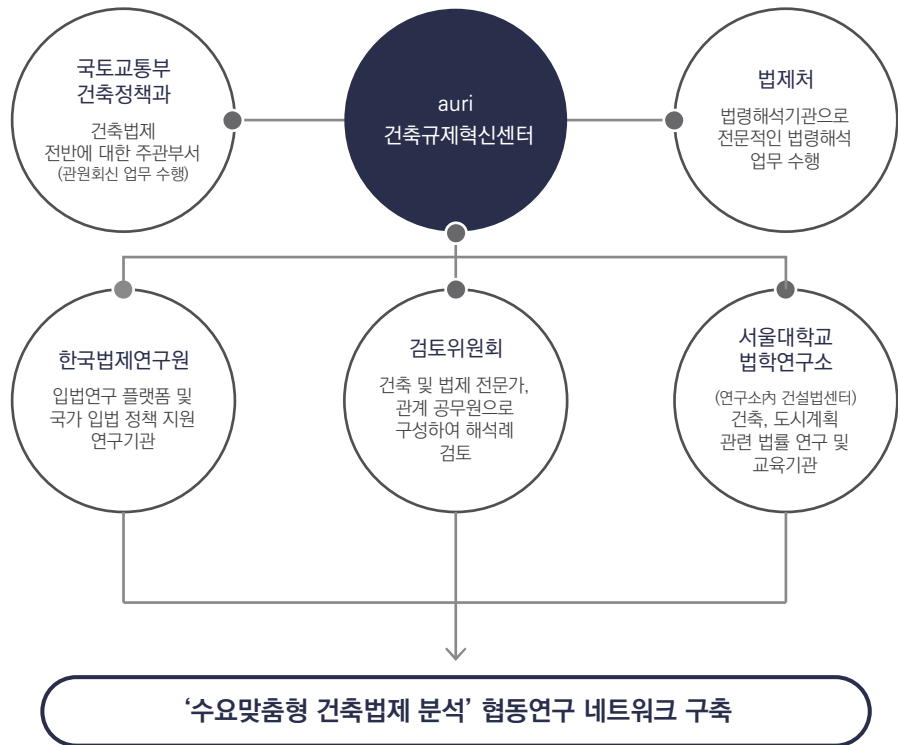 국토교통부
건축정책과
건축법제
전반에 대한 주관부서
(관원회신 업무 수행)
auri
건축규제혁신센터
법제처
법령해석기관으로
전문적인 법령해석
업무 수행
한국법제연구원
입법연구 플랫폼 및
국가 입법 정책 지원
연구기관
검토위원회
건축 및 법제 전문가,
관계 공무원으로
구성하여 해석례
검토
서울대학교
법학연구소
(연구소內 건설법센터)
건축, 도시계획
관련 법률 연구 및
교육기관
‘수요맞춤형 건축법제 분석’ 협동연구 네트워크 구축